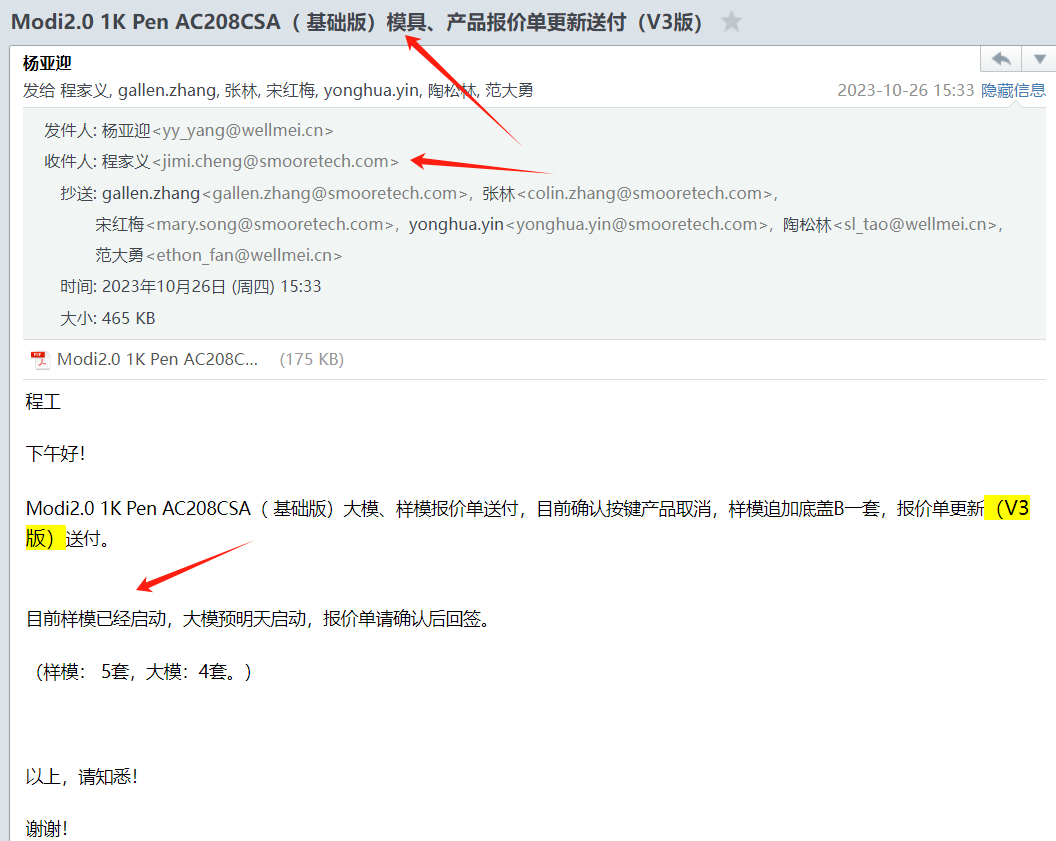 Modi2.0 1K Pen AC208CSA（ 基础版）模具、产品报价单更新送付（V3版）
杨亚迎
发给 程家义, gallen.zhang, 张林, 宋红梅, yonghua.yin, 陶松林, 范大勇
2023-10-26 15:33 隐藏信息
发件人: 杨亚迎<yy_yang@wellmei.cn>
收件人: 程家义<jimi.cheng@smooretech.com>
抄送: gallen.zhang<gallen.zhang@smooretech.com>, 张林<colin.zhang@smooretech.com>,
宋红梅<mary.song@smooretech.com>, yonghua.yin<yonghua.yin@smooretech.com>, 陶松林<sl_tao@wellmei.cn>,
范大勇<ethon_fan@wellmei.cn>
时间: 2023年10月26日 (周四) 15:33
大小: 465 KB
PDF Modi2.0 1K Pen AC208C... (175 KB)
程工
下午好！
Modi2.0 1K Pen AC208CSA（ 基础版）大模、样模报价单送付，目前确认按键产品取消，样模追加底盖B一套，报价单更新（V3
版）送付。
目前样模已经启动，大模预明天启动，报价单请确认后回签。
（样模： 5套，大模：4套。）
以上，请知悉！
谢谢！